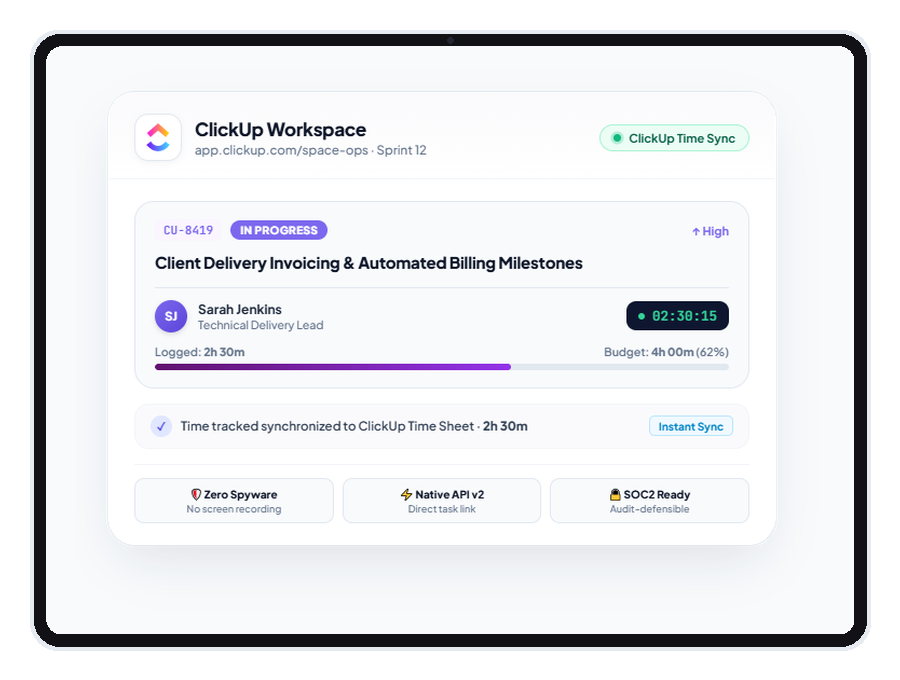 ClickUp Workspace
app.clickup.com/space-ops · Sprint 12
ClickUp Time Sync
CU-8419
IN PROGRESS
↑ High
Client Delivery Invoicing & Automated Billing Milestones
SJ
Sarah Jenkins
Technical Delivery Lead
02:30:15
Logged: 2h 30m
Budget: 4h 00m (62%)
✓ Time tracked synchronized to ClickUp Time Sheet · 2h 30m
Instant Sync
Zero Spyware
No screen recording
Native API v2
Direct task link
SOC2 Ready
Audit-defensible